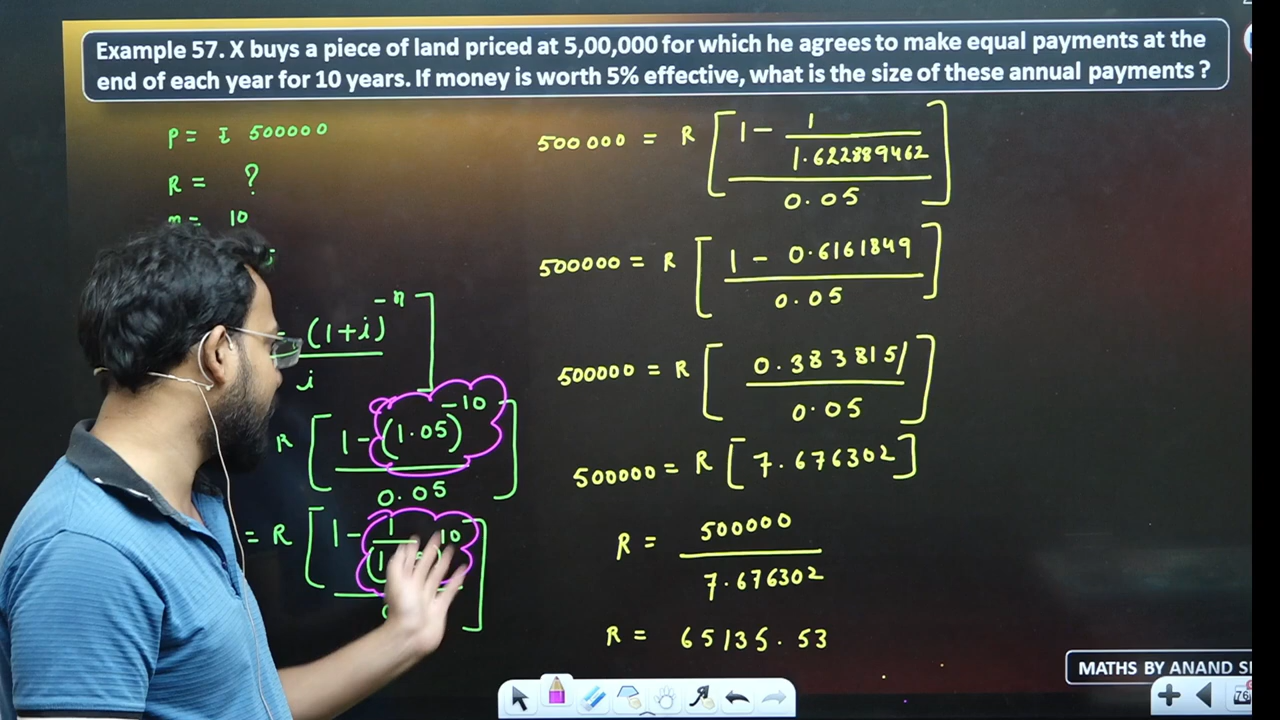 Example 57. X buys a piece of land priced at 5,00,000 for which he agrees to make equal payments at the
end of each year for 10 years. If money is worth 5% effective, what is the size of these annual payments ?
P = I 500000
R = ?
n = 10
(1+i)^-n]
i
R [1 - (1.05)^-10]
0.05
= R [1 - 1
10]
500000 = R [1 - 1
1.622889462]
0.05
500000 = R [1 - 0.6161849]
0.05
500000 = R [0.3838151]
0.05
500000 = R [7.676302]
R = 500000
7.676302
R = 65135.53
MATHS BY ANAND
76